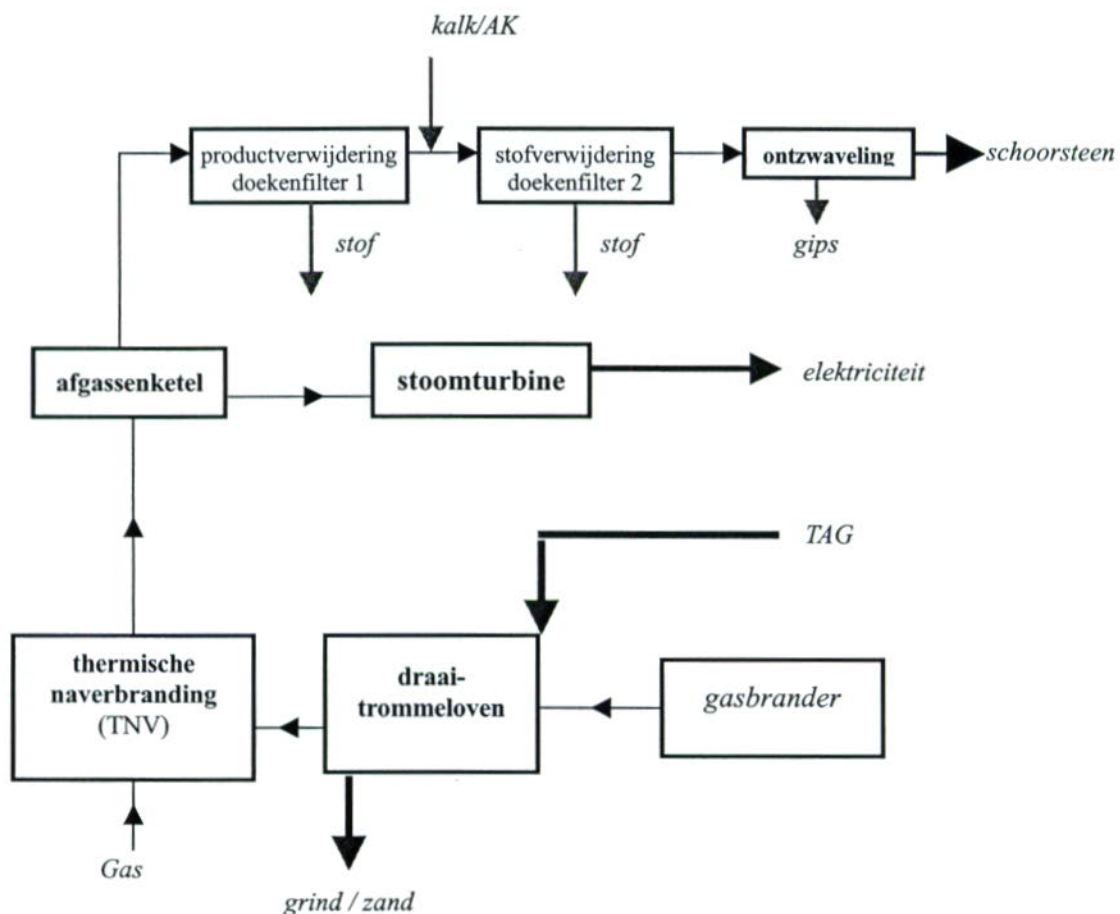 kalk/AK
productverwijdering
doekenfilter 1
stofverwijdering
doekenfilter 2
ontzwaveling
schoorsteen
stof
stof
gips
afgassenketel
stoomturbine
elektriciteit
TAG
thermische
naverbranding
(TNV)
draai-
trommeloven
gasbrander
Gas
grind / zand